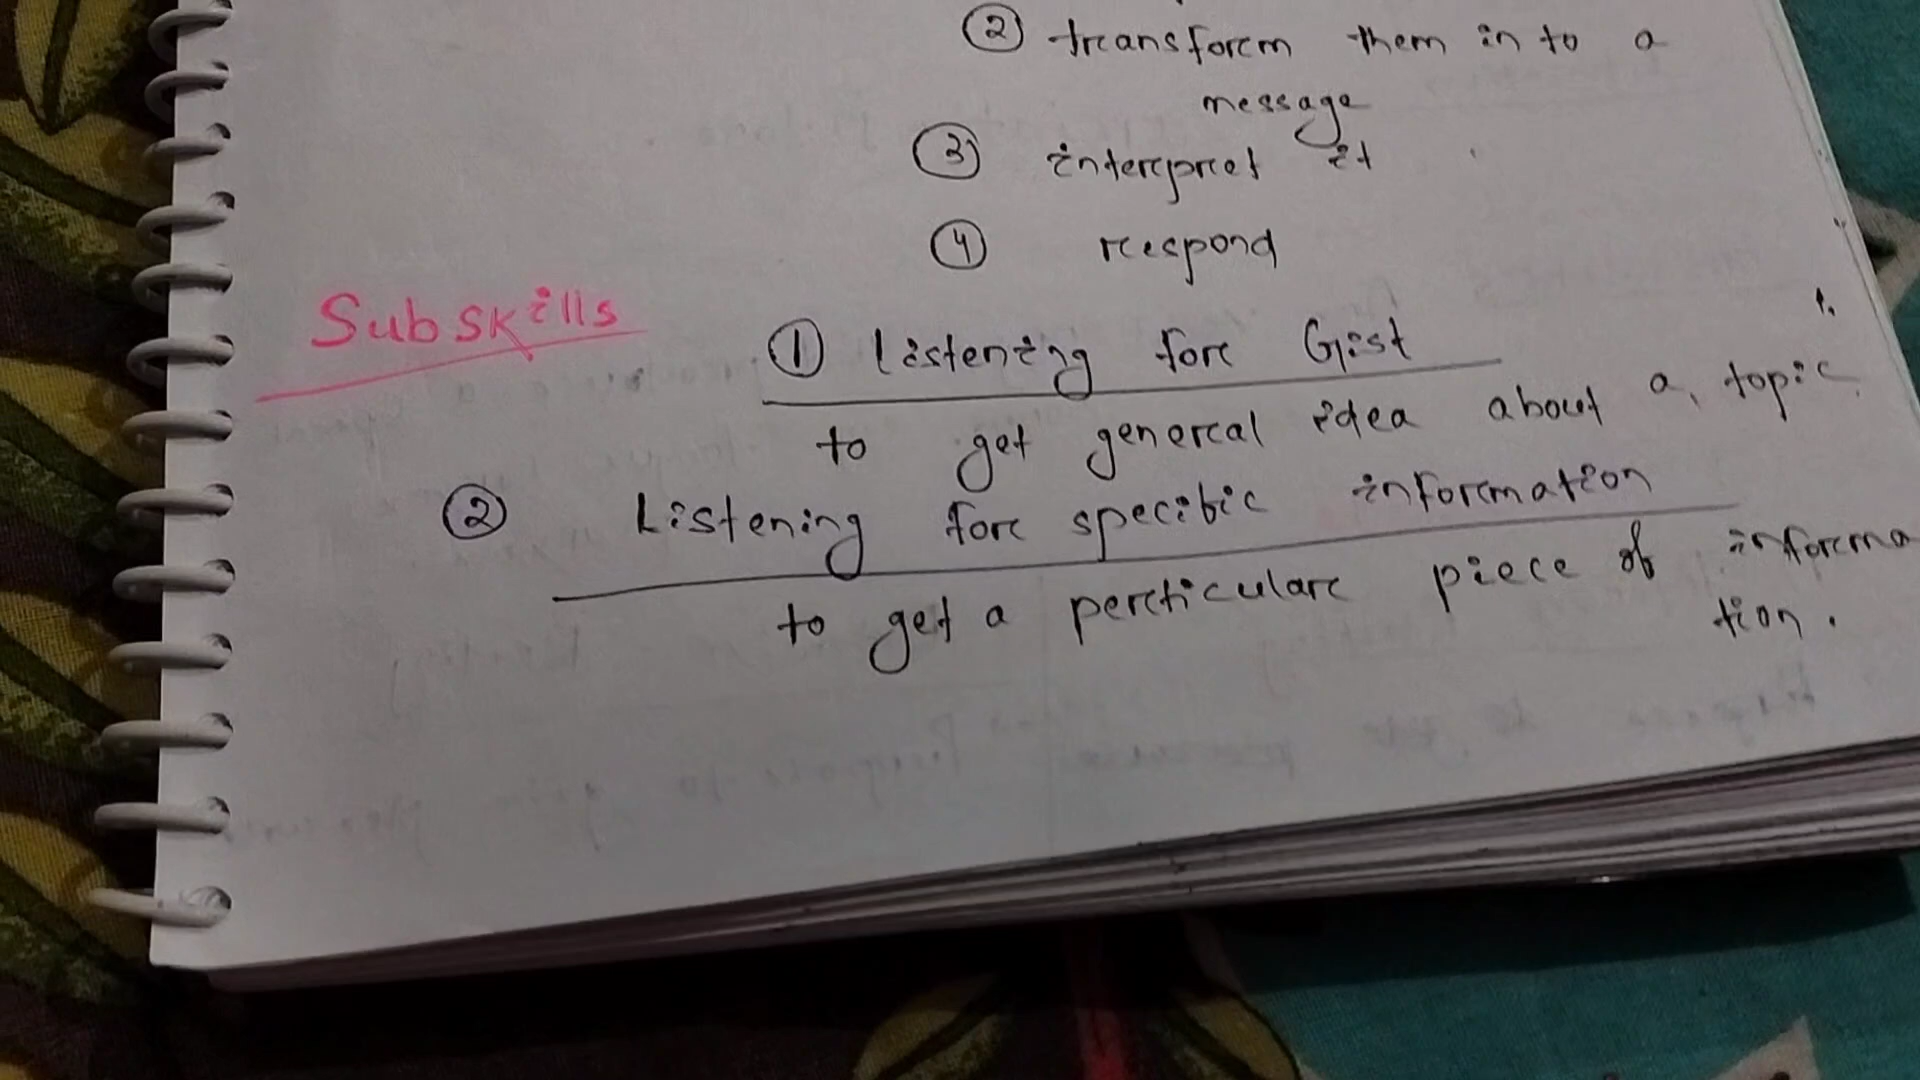 ② transform them in to a
message
③ interpret it
④ respond
Subskills
① Listening for Gist
to get general idea about a topic
② Listening for specific information
to get a perticular piece of informa
tion.